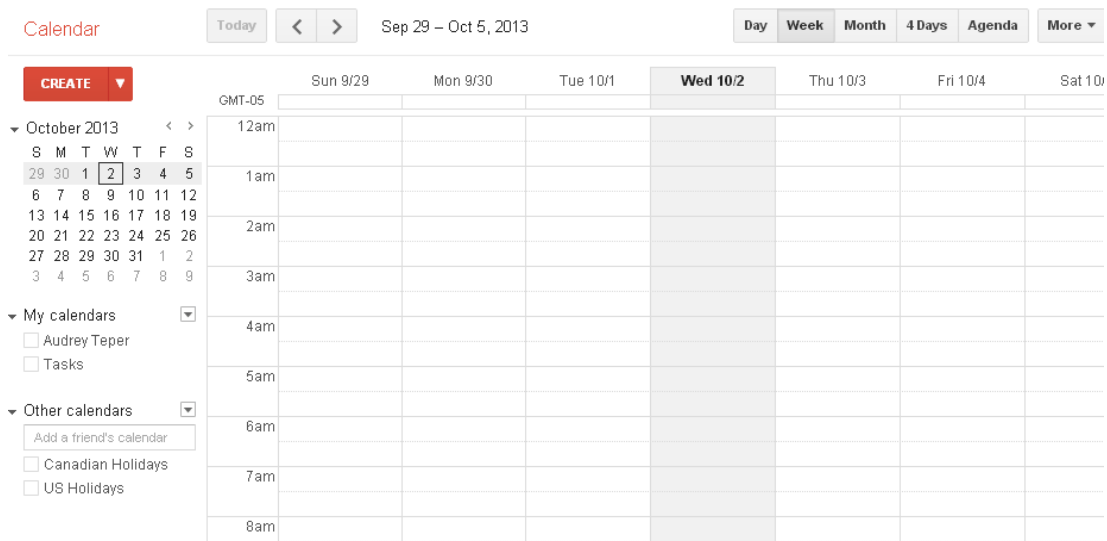 Calendar
Today
Sep 29 – Oct 5, 2013
Day Week Month 4 Days Agenda More
CREATE
Sun 9/29 Mon 9/30 Tue 10/1 Wed 10/2 Thu 10/3 Fri 10/4 Sat 10/
GMT-05
October 2013
S M T W T F S
29 30 1 2 3 4 5
6 7 8 9 10 11 12
13 14 15 16 17 18 19
20 21 22 23 24 25 26
27 28 29 30 31 1 2
3 4 5 6 7 8 9
My calendars
Audrey Teper
Tasks
Other calendars
Add a friend's calendar
Canadian Holidays
US Holidays
12am
1am
2am
3am
4am
5am
6am
7am
8am